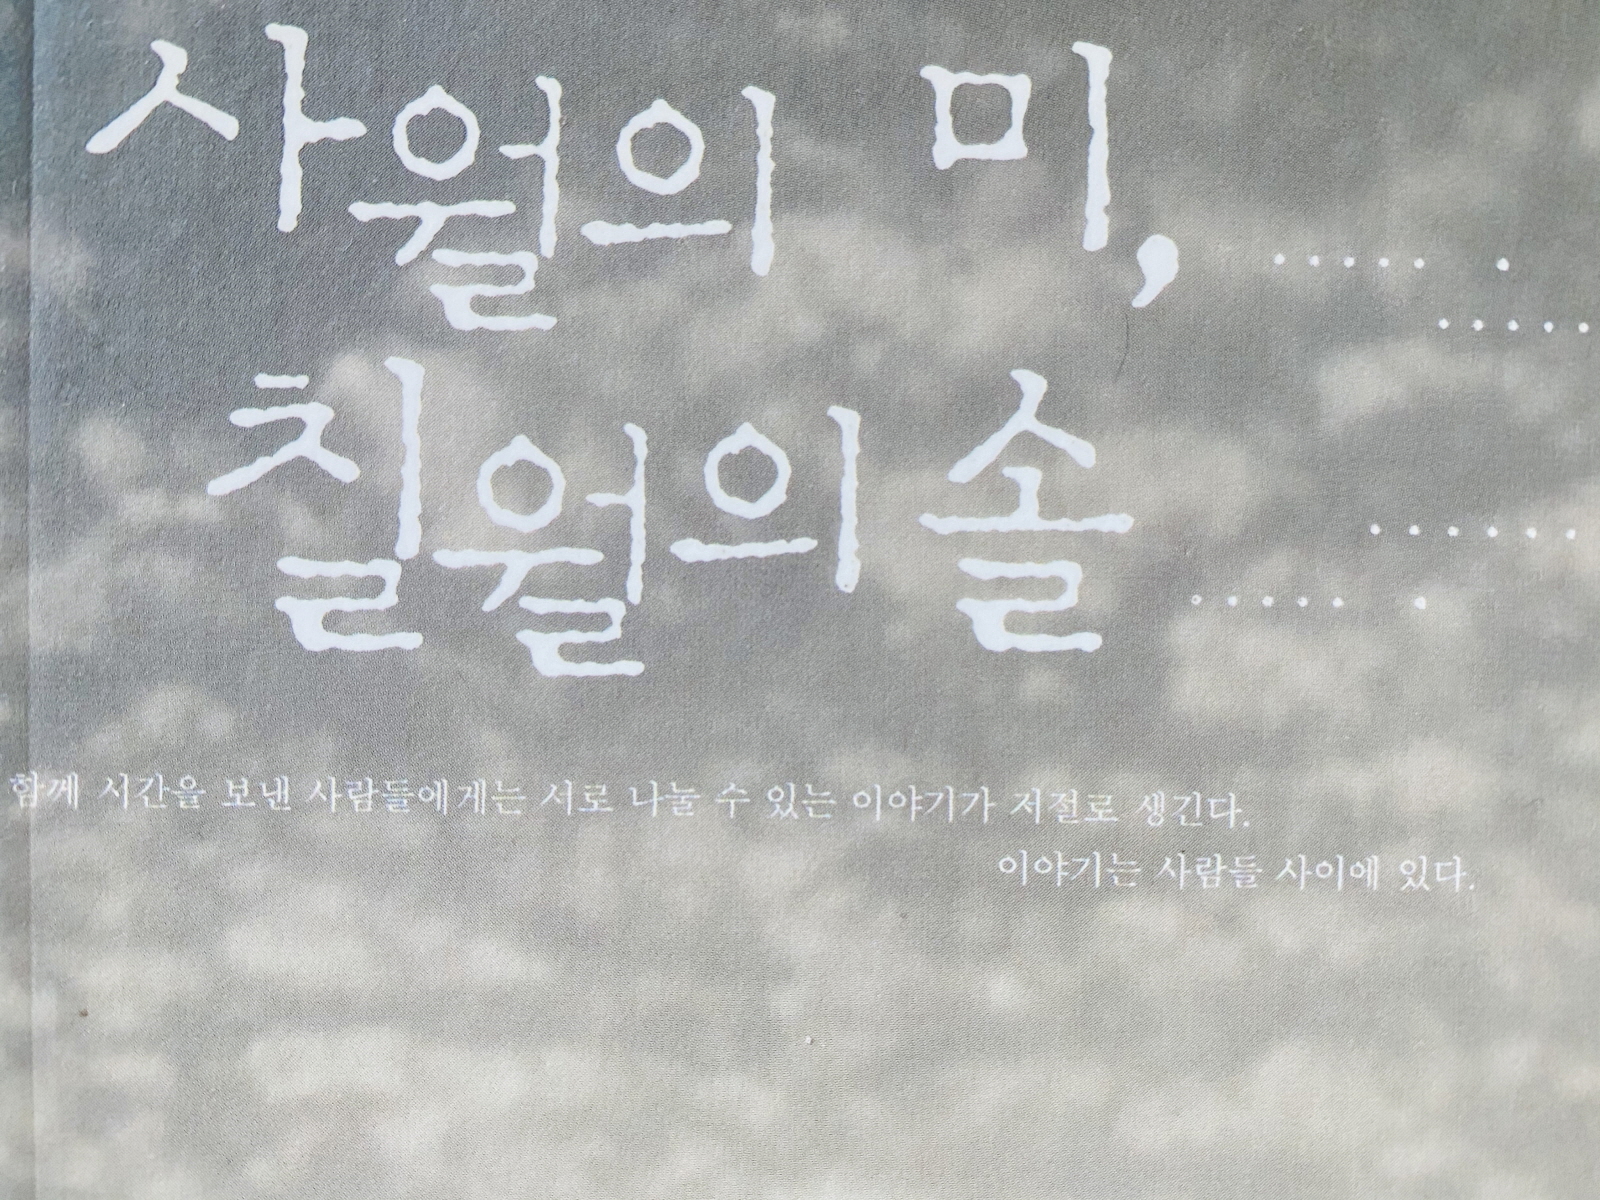 사월의 미, ..... .
.....
칠월의 솔 ......
..... .
함께 시간을 보낸 사람들에게는 서로 나눌 수 있는 이야기가 저절로 생긴다.
이야기는 사람들 사이에 있다.